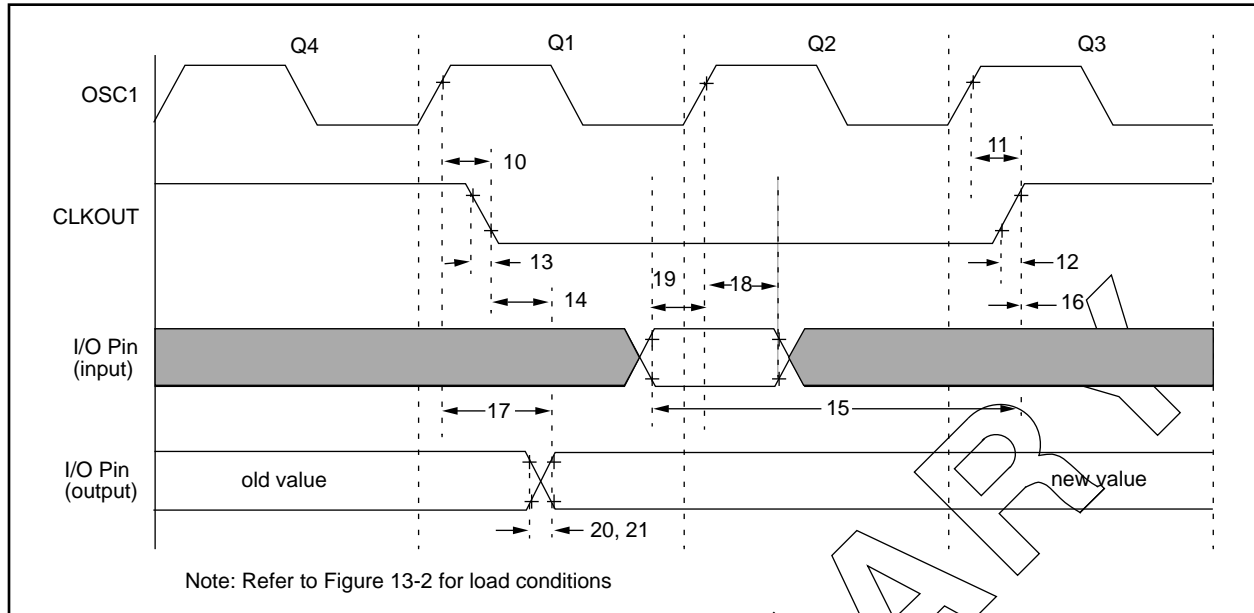 Q4 Q1 Q2 Q3
OSC1
10
11
CLKOUT
13
12
14
19
18
16
I/O Pin
(input)
17
15
I/O Pin
(output)
old value
new value
20, 21
Note: Refer to Figure 13-2 for load conditions
A R Y